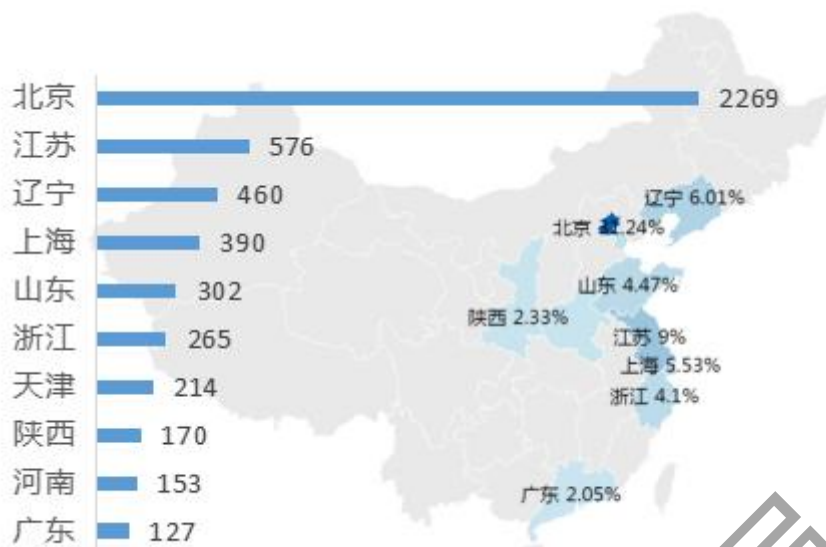 北京 2269
江苏 576
辽宁 460
上海 390
山东 302
浙江 265
天津 214
陕西 170
河南 153
广东 127
辽宁 6.01%
北京
山东 4.47%
陕西 2.33%
江苏 9%
上海 5.53%
浙江 4.1%
广东 2.05%